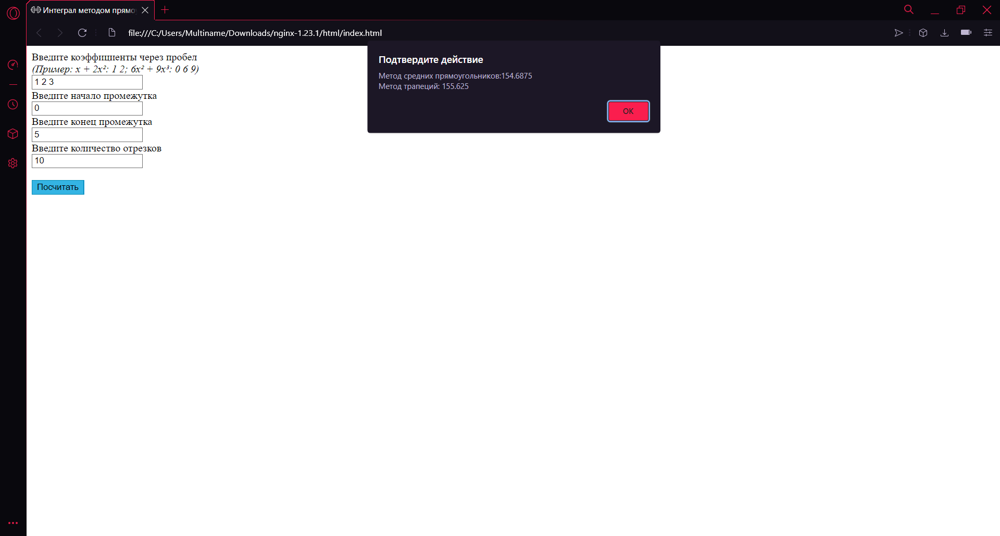 Интеграл методом прямо
file:///C:/Users/Multiname/Downloads/nginx-1.23.1/html/index.html
Введите коэффициенты через пробел
(Пример: x + 2x²: 1 2; 6x² + 9x³: 0 6 9)
1 2 3
Введите начало промежутка
0
Введите конец промежутка
5
Введите количество отрезков
10
Посчитать
Подтвердите действие
Метод средних прямоугольников:154.6875
Метод трапеций: 155.625
ОК